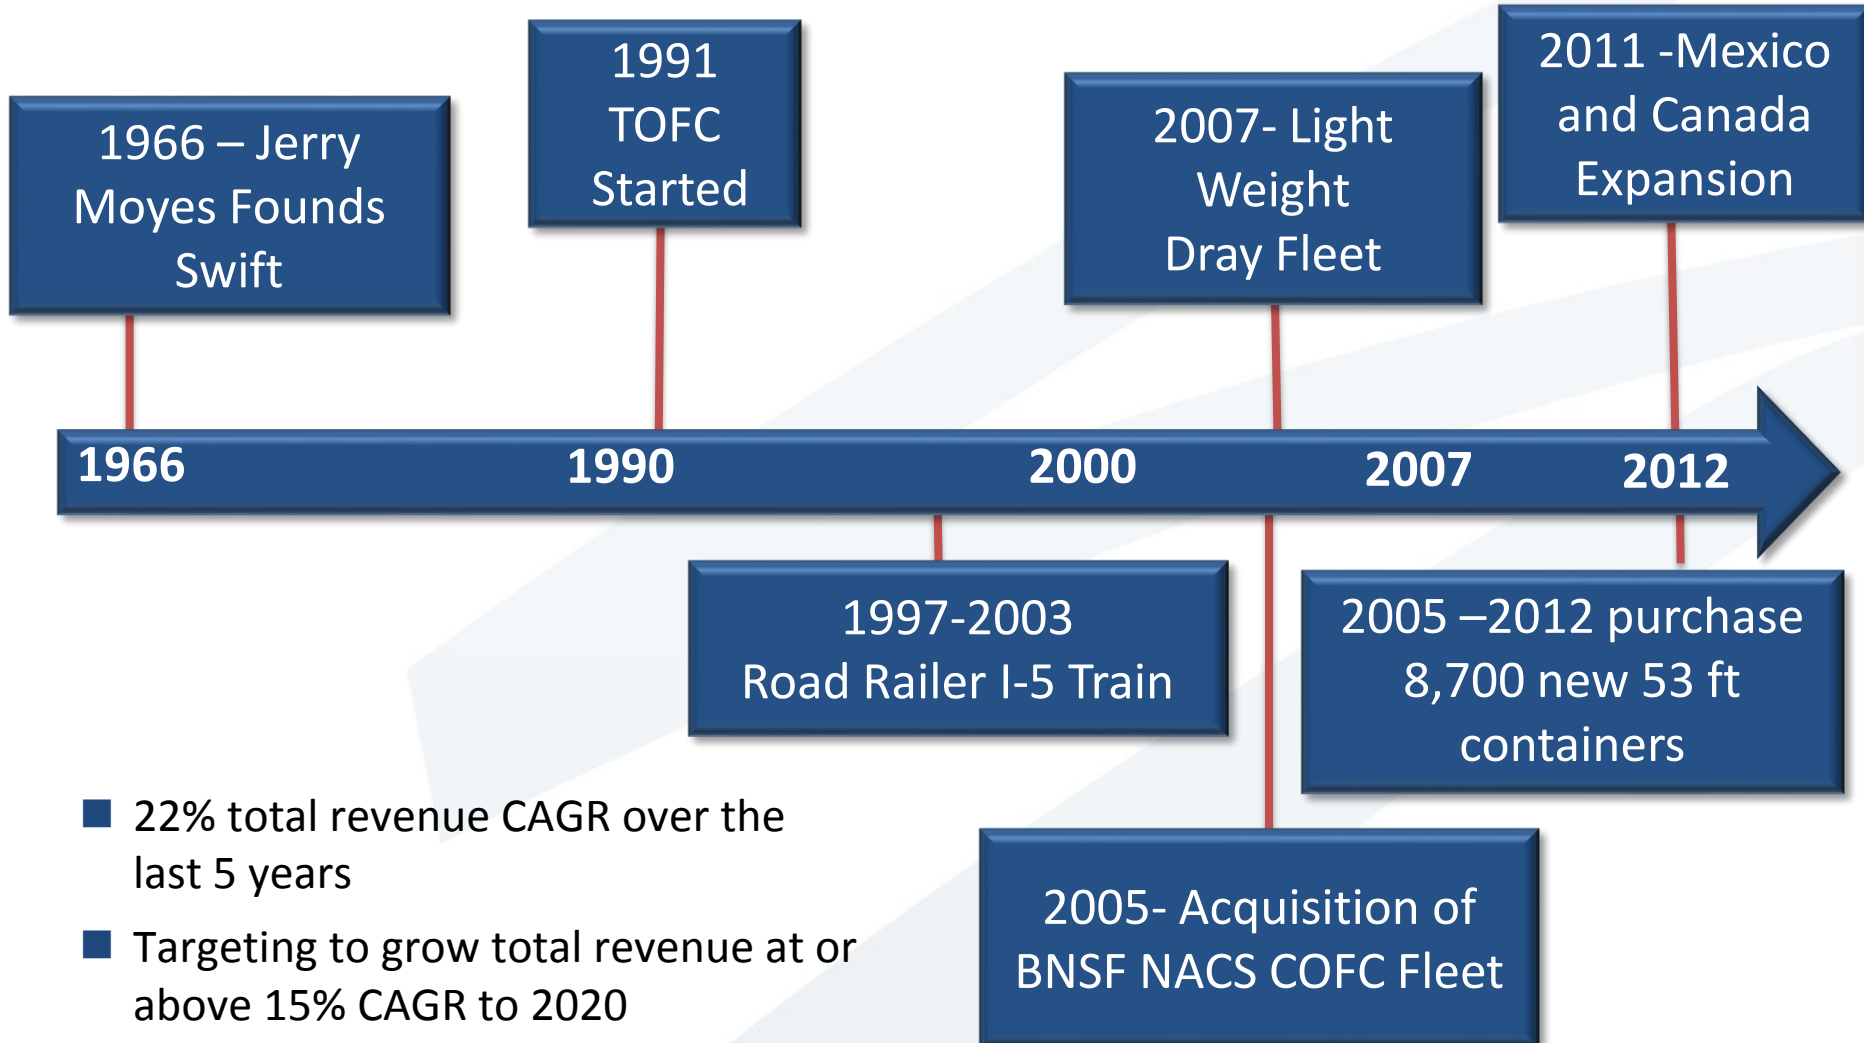 1966 – Jerry
Moyes Founds
Swift
1991
TOFC
Started
2007- Light
Weight
Dray Fleet
2011 -Mexico
and Canada
Expansion
1966
1990
2000
2007
2012
1997-2003
Road Railer I-5 Train
2005 –2012 purchase
8,700 new 53 ft
containers
2005- Acquisition of
BNSF NACS COFC Fleet
22% total revenue CAGR over the
last 5 years
Targeting to grow total revenue at or
above 15% CAGR to 2020